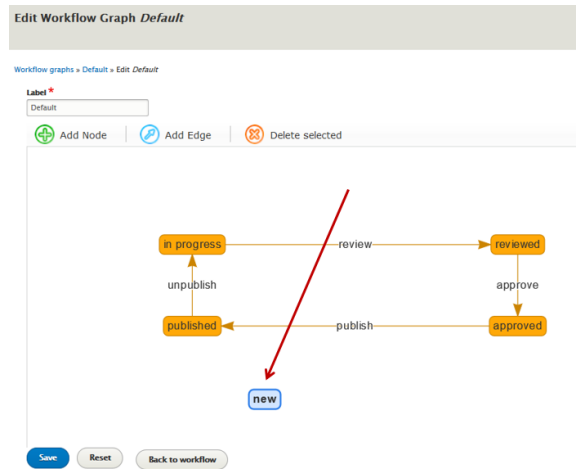 Edit Workflow Graph Default
Workflow graphs » Default » Edit Default
Label *
Default
Add Node Add Edge Delete selected
in progress review reviewed
unpublish approve
published publish approved
new
Save Reset Back to workflow